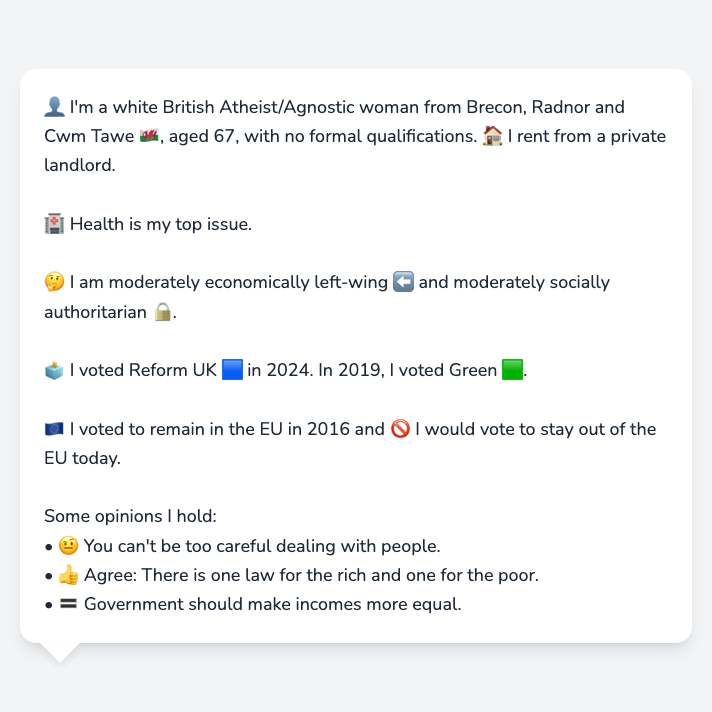 👤 I'm a white British Atheist/Agnostic woman from Brecon, Radnor and
Cwm Tawe 🏴󠁧󠁢󠁷󠁬󠁳󠁿, aged 67, with no formal qualifications. 🏠 I rent from a private
landlord.
🏥 Health is my top issue.
🤔 I am moderately economically left-wing ⬅️ and moderately socially
authoritarian 🔒.
🗳️ I voted Reform UK 🟦 in 2024. In 2019, I voted Green 🟩.
🇪🇺 I voted to remain in the EU in 2016 and 🚫 I would vote to stay out of the
EU today.
Some opinions I hold:
• 🤨 You can't be too careful dealing with people.
• 👍 Agree: There is one law for the rich and one for the poor.
• 🟰 Government should make incomes more equal.